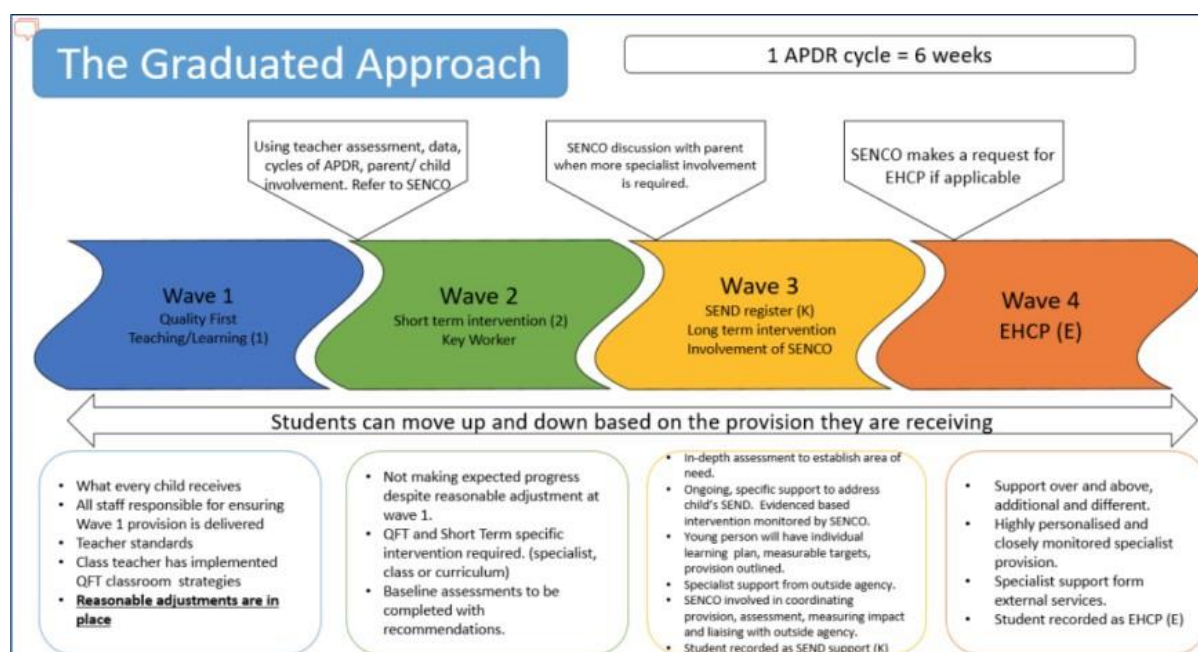 The Graduated Approach
1 APDR cycle = 6 weeks
Using teacher assessment, data,
cycles of APDR, parent/ child
involvement. Refer to SENCO
SENCO discussion with parent
when more specialist involvement
is required.
SENCO makes a request for
EHCP if applicable
Wave 1
Quality First
Teaching/Learning (1)
Wave 2
Short term intervention (2)
Key Worker
Wave 3
SEND register (K)
Long term intervention
Involvement of SENCO
Wave 4
EHCP (E)
Students can move up and down based on the provision they are receiving
• What every child receives
• All staff responsible for ensuring
Wave 1 provision is delivered
• Teacher standards
• Class teacher has implemented
QFT classroom strategies
• Reasonable adjustments are in
place
• Not making expected progress
despite reasonable adjustment at
wave 1.
• QFT and Short Term specific
intervention required. (specialist,
class or curriculum)
• Baseline assessments to be
completed with
recommendations.
• In-depth assessment to establish area of
need.
• Ongoing, specific support to address
child's SEND. Evidenced based
intervention monitored by SENCO.
• Young person will have individual
learning plan, measurable targets,
provision outlined.
• Specialist support from outside agency.
• SENCO involved in coordinating
provision, assessment, measuring impact
and liaising with outside agency.
• Student recorded as SEND support (K)
• Support over and above,
additional and different.
• Highly personalised and
closely monitored specialist
provision.
• Specialist support form
external services.
• Student recorded as EHCP (E)